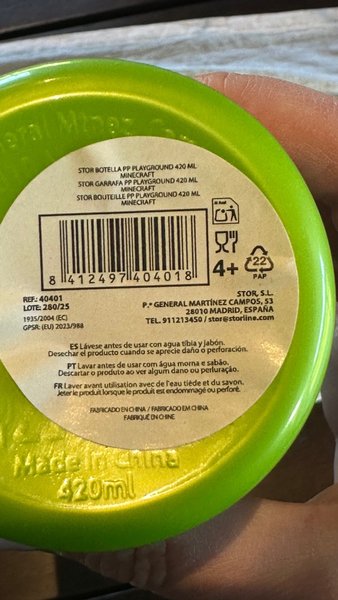 STOR BOTELLA PP PLAYGROUND 420 ML
MINECRAFT
STOR GARRAFA PP PLAYGROUND 420 ML
MINECRAFT
STOR BOUTEILLE PP PLAYGROUND 420 ML
MINECRAFT
8 412497 404018
4+
22
PAP
REF.: 40401
LOTE: 280/25
1935/2004 (EC)
GPSR: (EU) 2023/988
STOR, S.L.
P.º GENERAL MARTÍNEZ CAMPOS, 53
28010 MADRID, ESPAÑA
TEL. 911213450 / stor@storline.com
ES Lávese antes de usar con agua tibia y jabón.
Desechar el producto cuando se aprecie daño o perforación.
PT Lavar antes de usar com água morna e sabão.
Descartar o produto ao ver algum dano ou perfuração.
FR Laver avant utilisation avec de l'eau tiède et du savon.
Jeter le produit lorsque le produit est endommagé ou perforé.
FABRICADO EN CHINA / FABRICADO EM CHINA
FABRIQUÉ EN CHINE
Made in China
420ml